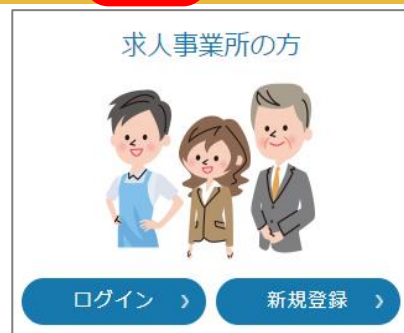 求人事業所の方
ログイン 》
新規登録 》